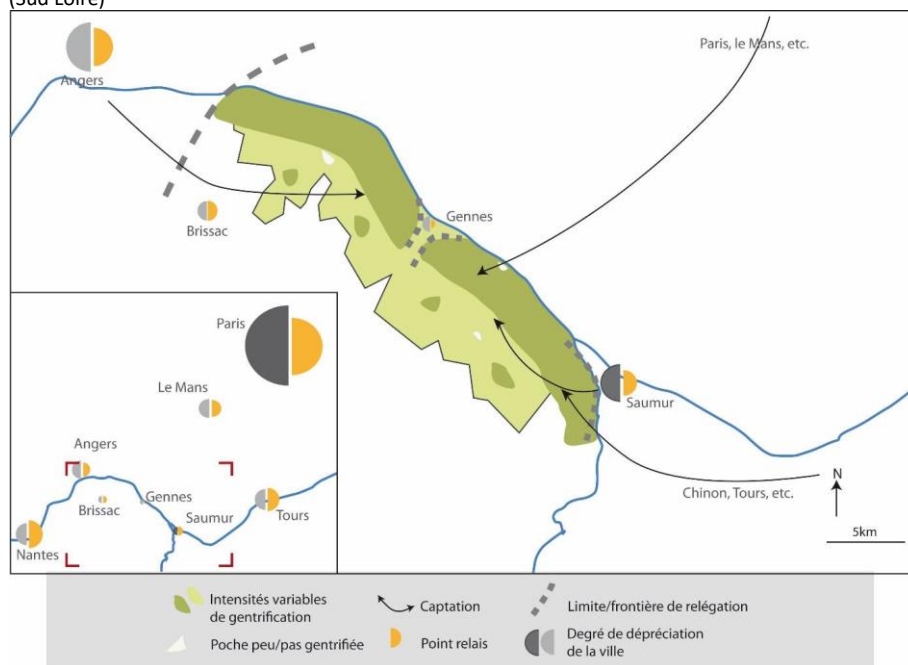 (Sud Loire)
Angers
Paris, le Mans, etc.
Gennes
Brissac
Saumur
Chinon, Tours, etc.
N
5km
Paris
Le Mans
Angers
Gennes
Brissac
Saumur
Tours
Nantes
Intensités variables
de gentrification
Captation
Limite/frontière de relégation
Poche peu/pas gentrifiée
Point relais
Degré de dépréciation
de la ville